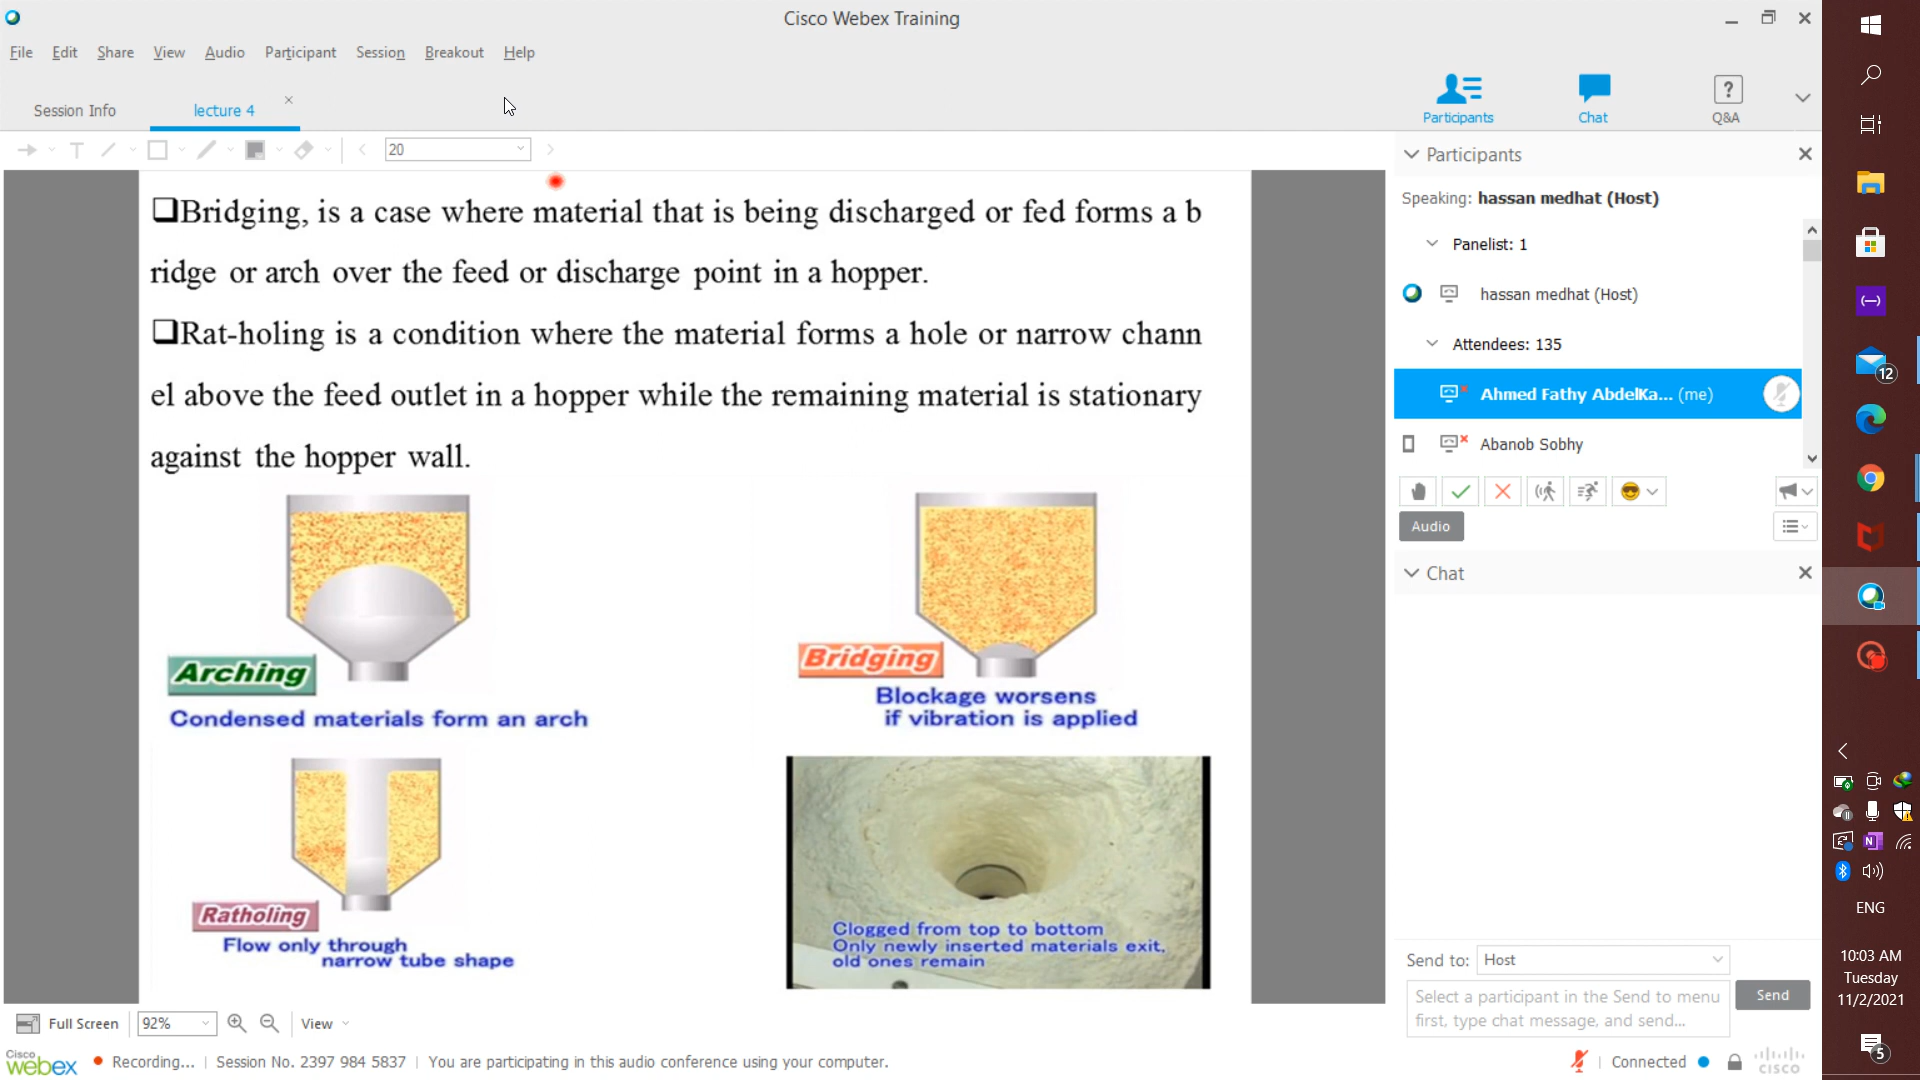 Cisco Webex Training
File Edit Share View Audio Participant Session Breakout Help
Session Info
lecture 4
Participants
Chat
?
Q&A
T
20
❑Bridging, is a case where material that is being discharged or fed forms a b
ridge or arch over the feed or discharge point in a hopper.
❑Rat-holing is a condition where the material forms a hole or narrow chann
el above the feed outlet in a hopper while the remaining material is stationary
against the hopper wall.
Arching
Condensed materials form an arch
Bridging
Blockage worsens
if vibration is applied
Ratholing
Flow only through
narrow tube shape
Clogged from top to bottom
Only newly inserted materials exit,
old ones remain
Participants
Speaking: hassan medhat (Host)
Panelist: 1
hassan medhat (Host)
Attendees: 135
Ahmed Fathy AbdelKa... (me)
Abanob Sobhy
Audio
Chat
Send to: Host
Select a participant in the Send to menu
first, type chat message, and send...
Send
Full Screen
92%
View
Cisco
webex
Recording...
Session No. 2397 984 5837
You are participating in this audio conference using your computer.
Connected
cisco
12
ENG
10:03 AM
Tuesday
11/2/2021
5